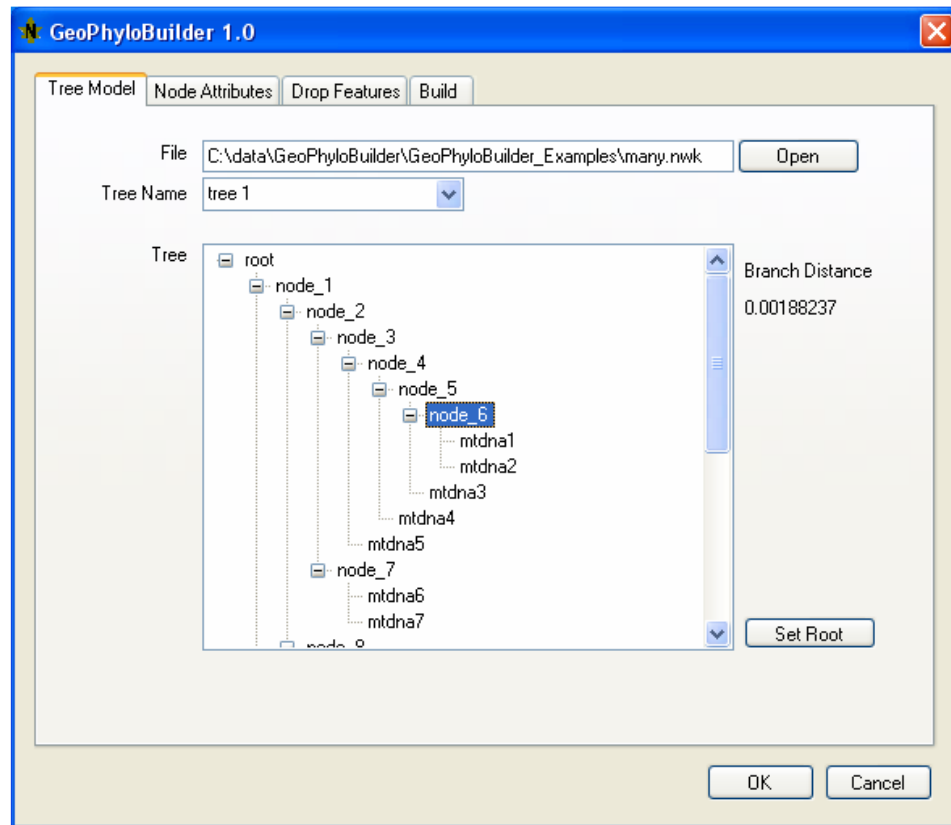 GeoPhyloBuilder 1.0
Tree Model Node Attributes Drop Features Build
File C:\data\GeoPhyloBuilder\GeoPhyloBuilder_Examples\many.nwk Open
Tree Name tree 1
Tree root Branch Distance
node_1
node_2 0.00188237
node_3
node_4
node_5
node_6
mtdna1
mtdna2
mtdna3
mtdna4
mtdna5
node_7
mtdna6
mtdna7 Set Root
OK Cancel